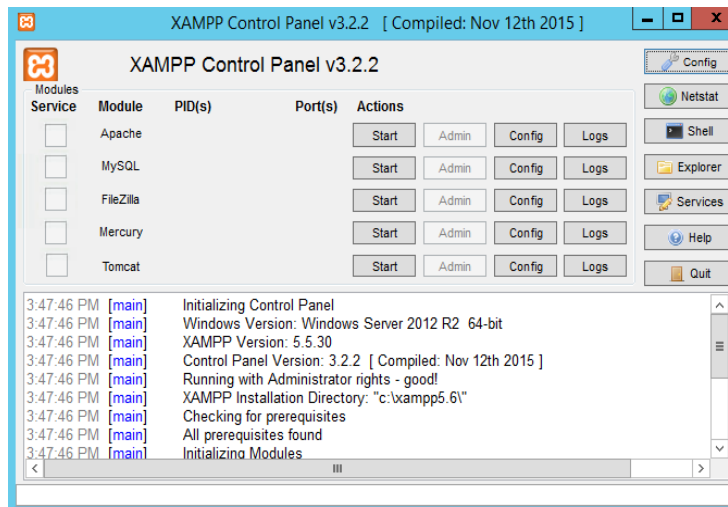 XAMPP Control Panel v3.2.2 [ Compiled: Nov 12th 2015 ]
XAMPP Control Panel v3.2.2
Modules
Service Module PID(s) Port(s) Actions
Apache Start Admin Config Logs
MySQL Start Admin Config Logs
FileZilla Start Admin Config Logs
Mercury Start Admin Config Logs
Tomcat Start Admin Config Logs
Config
Netstat
Shell
Explorer
Services
Help
Quit
3:47:46 PM [main] Initializing Control Panel
3:47:46 PM [main] Windows Version: Windows Server 2012 R2 64-bit
3:47:46 PM [main] XAMPP Version: 5.5.30
3:47:46 PM [main] Control Panel Version: 3.2.2 [ Compiled: Nov 12th 2015 ]
3:47:46 PM [main] Running with Administrator rights - good!
3:47:46 PM [main] XAMPP Installation Directory: "c:\xampp5.6\"
3:47:46 PM [main] Checking for prerequisites
3:47:46 PM [main] All prerequisites found
3:47:46 PM [main] Initializing Modules